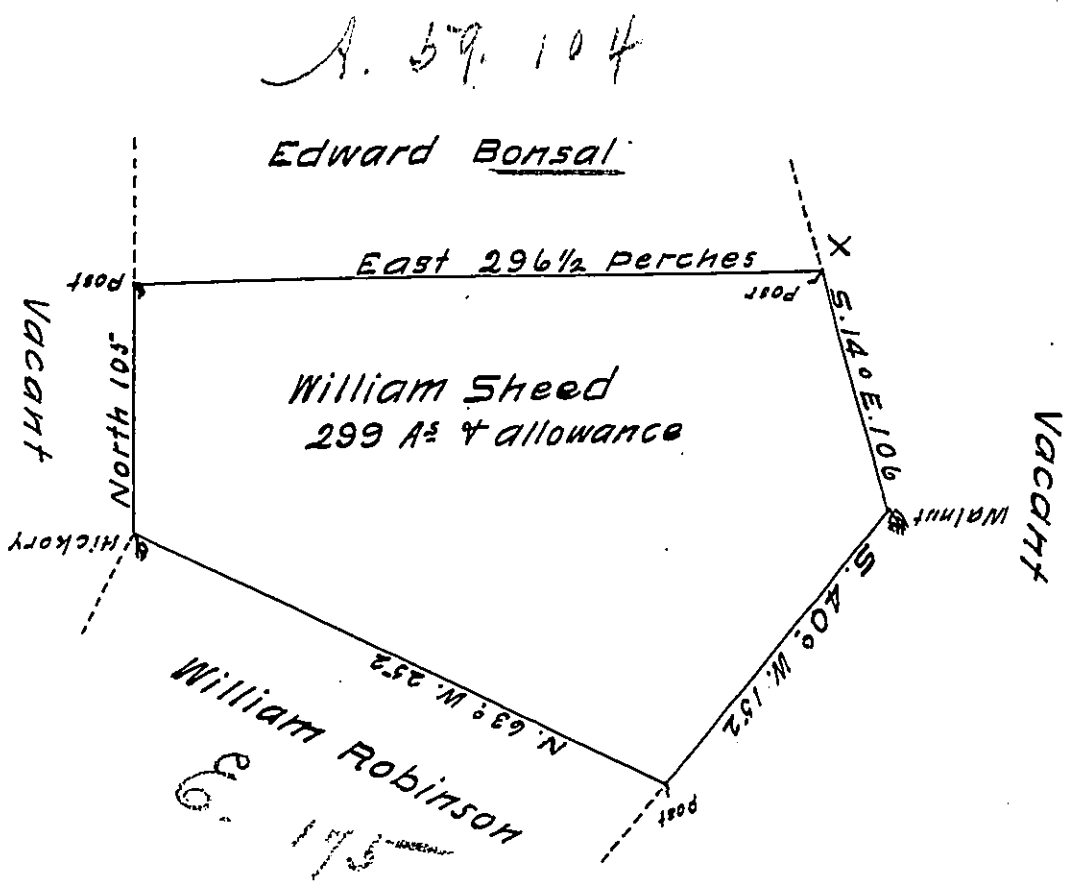 A. 59. 104
Edward Bonsal
East 296½ perches
Post
Post
X
S. 14° E. 106
Vacant
North 105
William Sheed
299 Aˢ & allowance
Vacant
Walnut
Hickory
S. 40° W. 152
N. 63° W. 252
William Robinson
Post
E. 175